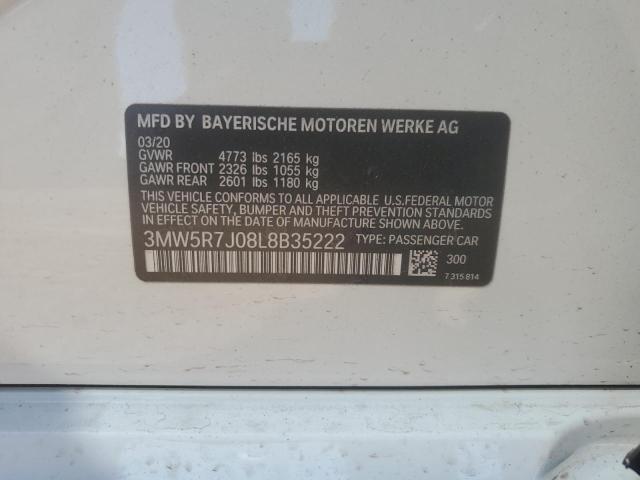 MFD BY BAYERISCHE MOTOREN WERKE AG
03/20
GVWR 4773 lbs 2165 kg
GAWR FRONT 2326 lbs 1055 kg
GAWR REAR 2601 lbs 1180 kg
THIS VEHICLE CONFORMS TO ALL APPLICABLE U.S.FEDERAL MOTOR
VEHICLE SAFETY, BUMPER AND THEFT PREVENTION STANDARDS
IN EFFECT ON DATE OF MANUFACTURE SHOWN ABOVE.
3MW5R7J08L8B35222 TYPE: PASSENGER CAR
300
7 315 814